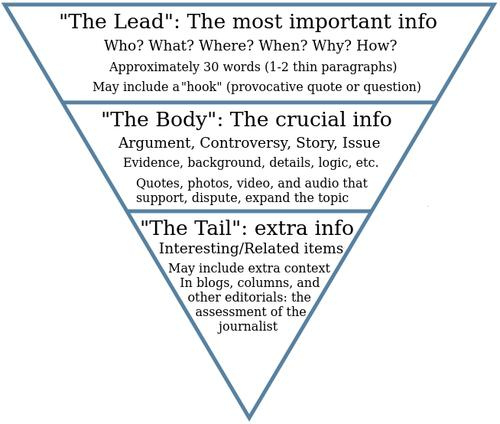 "The Lead": The most important info
Who? What? Where? When? Why? How?
Approximately 30 words (1-2 thin paragraphs)
May include a"hook" (provocative quote or question)
"The Body": The crucial info
Argument, Controversy, Story, Issue
Evidence, background, details, logic, etc.
Quotes, photos, video, and audio that
support, dispute, expand the topic
"The Tail": extra info
Interesting/Related items
May include extra context
In blogs, columns, and
other editorials: the
assessment of the
journalist